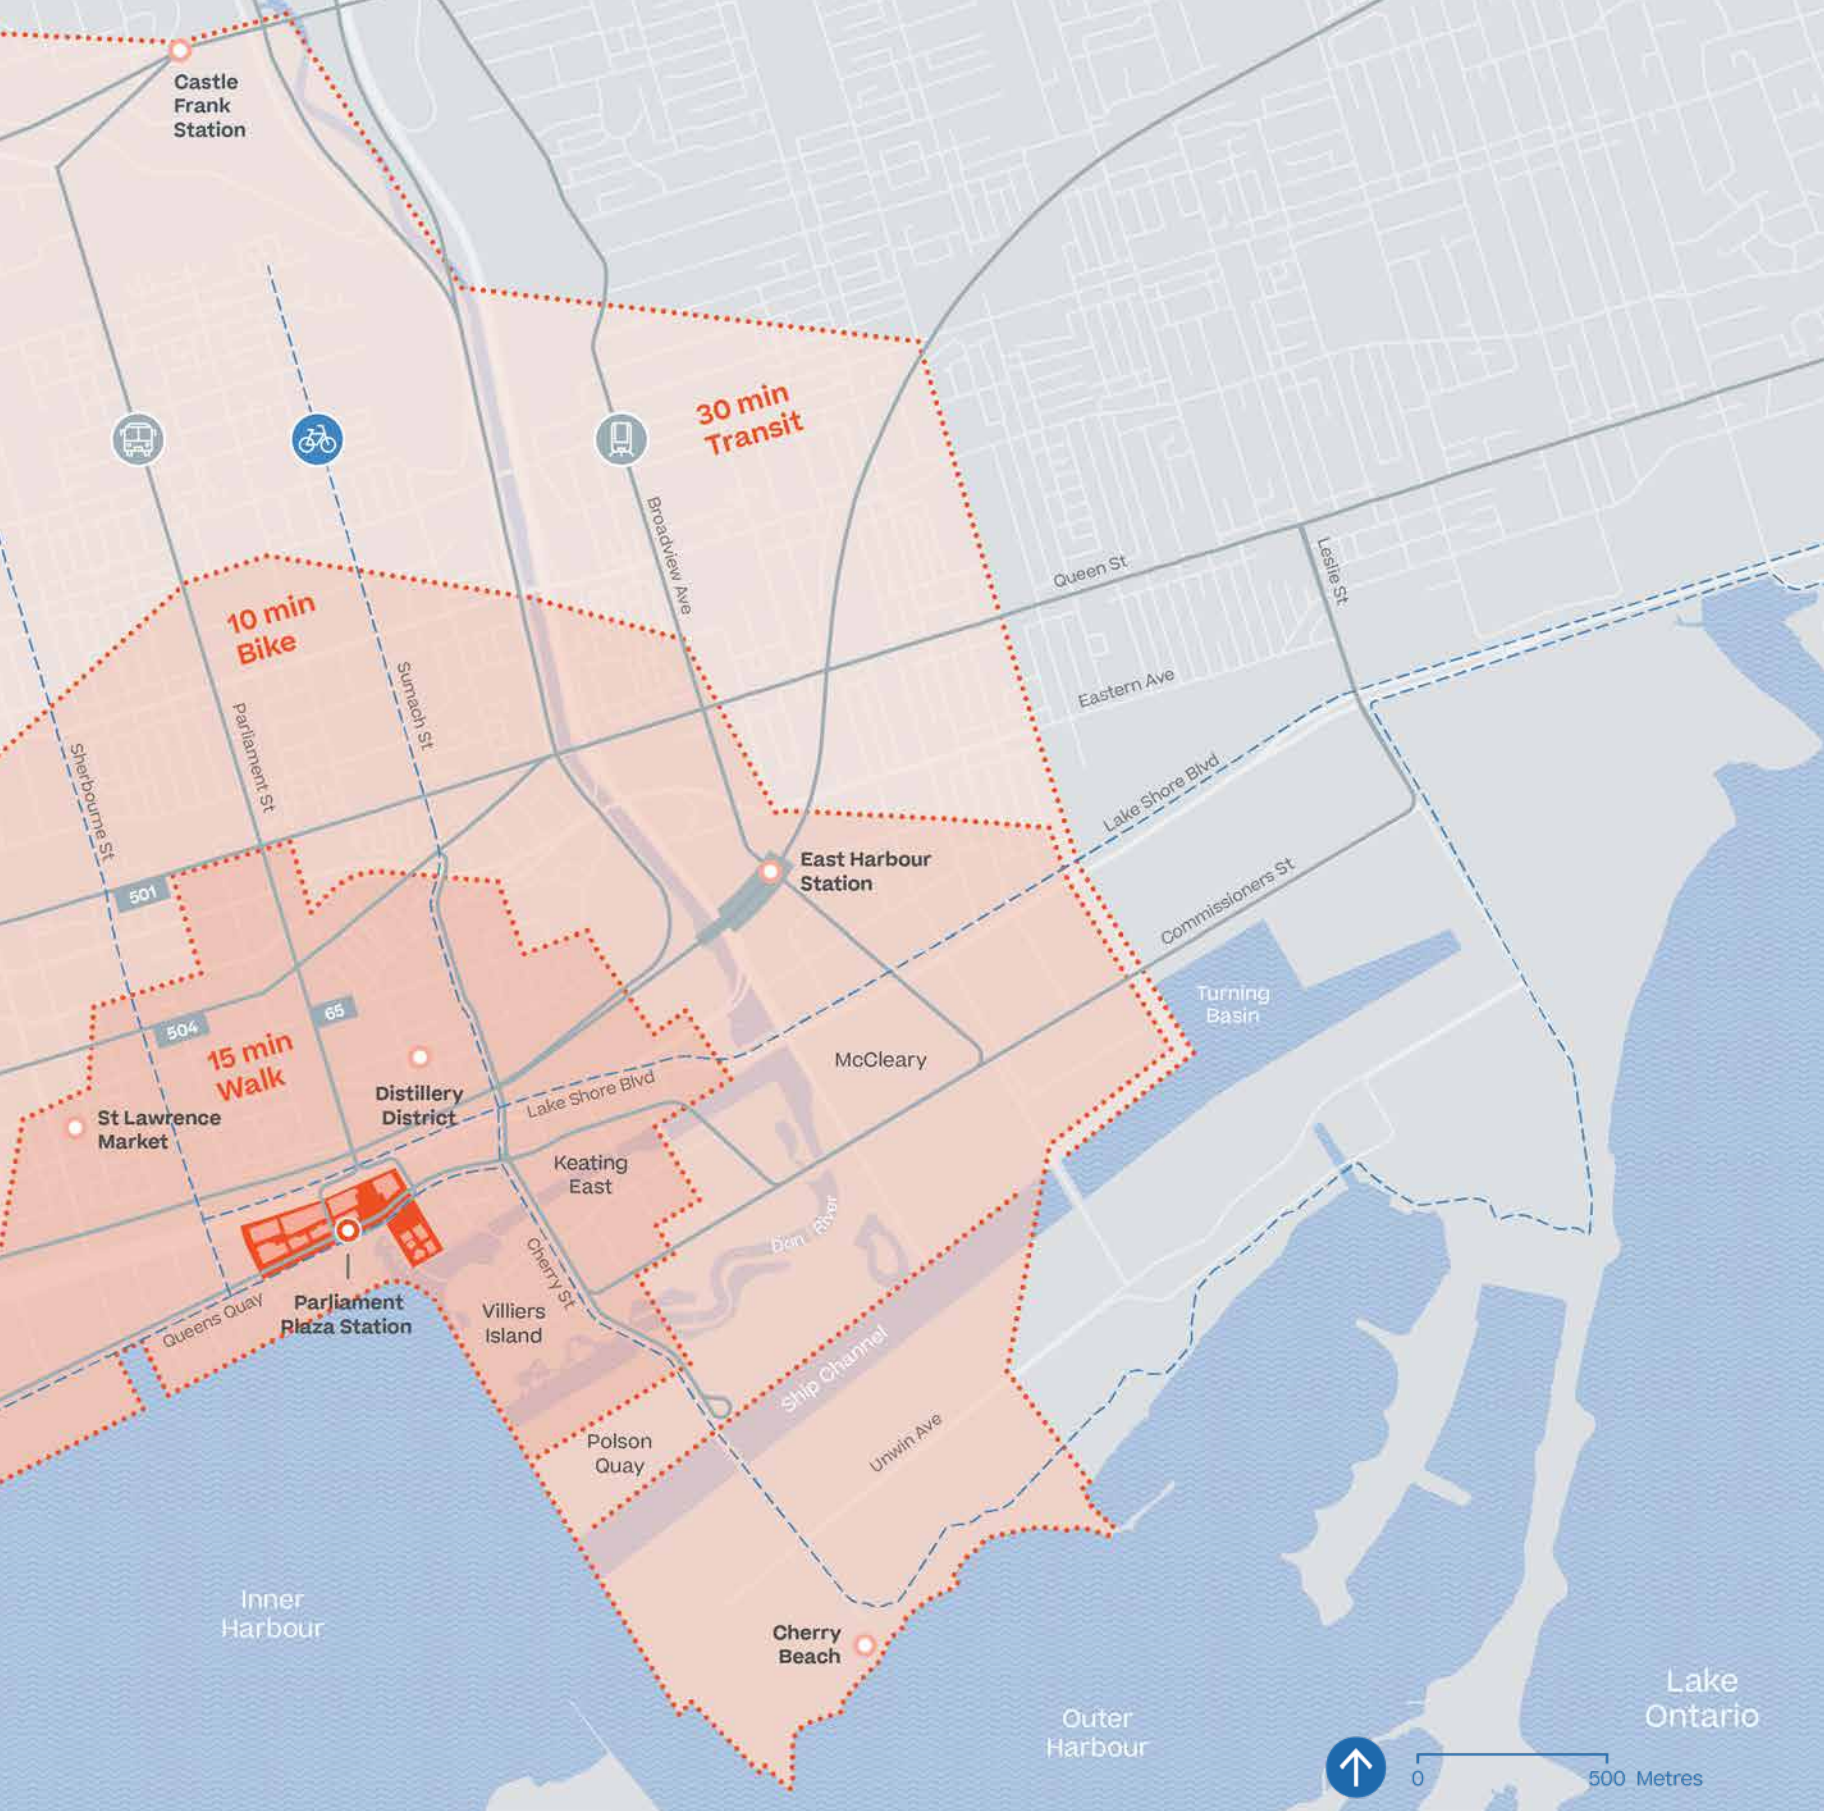 Castle
Frank
Station
30 min
Transit
Broadview Ave
Queen St
Leslie St
10 min
Bike
Eastern Ave
Sumach St
Parliament St
Sherbourne St
Lake Shore Blvd
East Harbour
Station
Commissioners St
501
Turning
Basin
65
504
15 min
Walk
McCleary
Distillery
District
Lake Shore Blvd
St Lawrence
Market
Keating
East
Don River
Cherry St
Queens Quay
Parliament
Plaza Station
Villiers
Island
Ship Channel
Polson
Quay
Unwin Ave
Inner
Harbour
Cherry
Beach
Lake
Ontario
Outer
Harbour
0 500 Metres